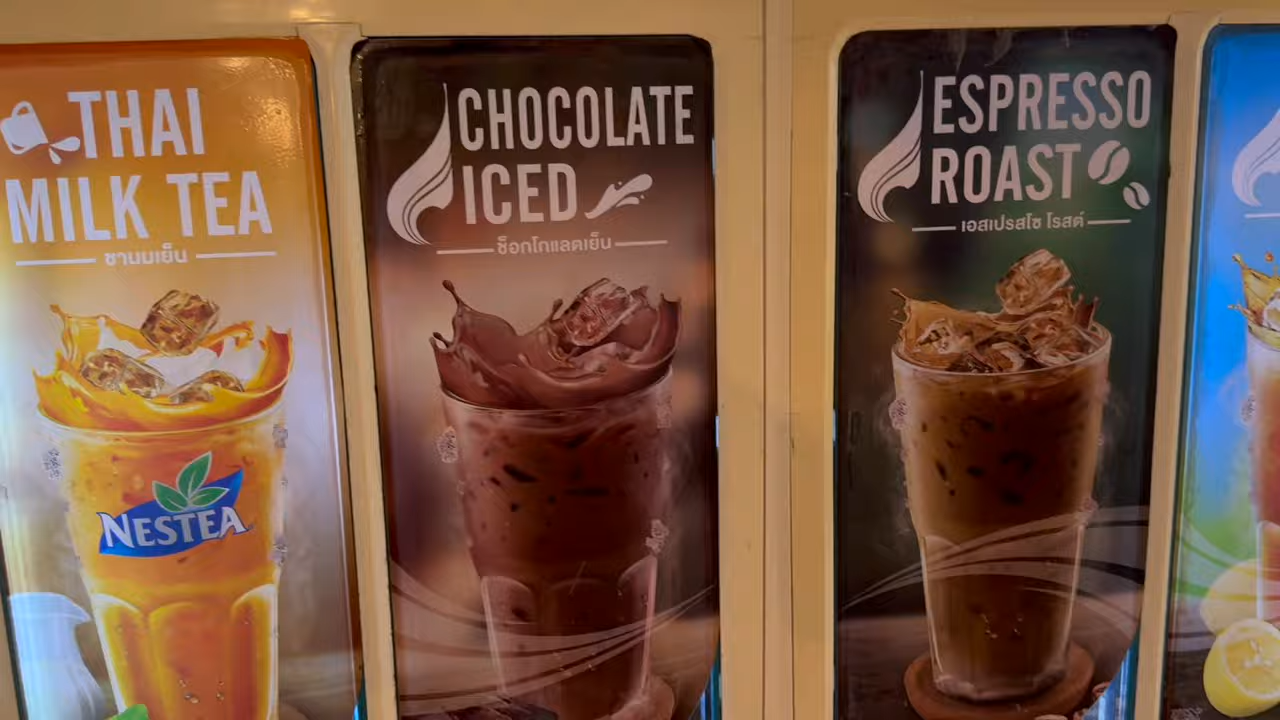 THAI
MILK TEA
ชานมเย็น
NESTEA
CHOCOLATE
ICED
ช็อกโกแลตเย็น
ESPRESSO
ROAST
เอสเปรสโซ โรสต์